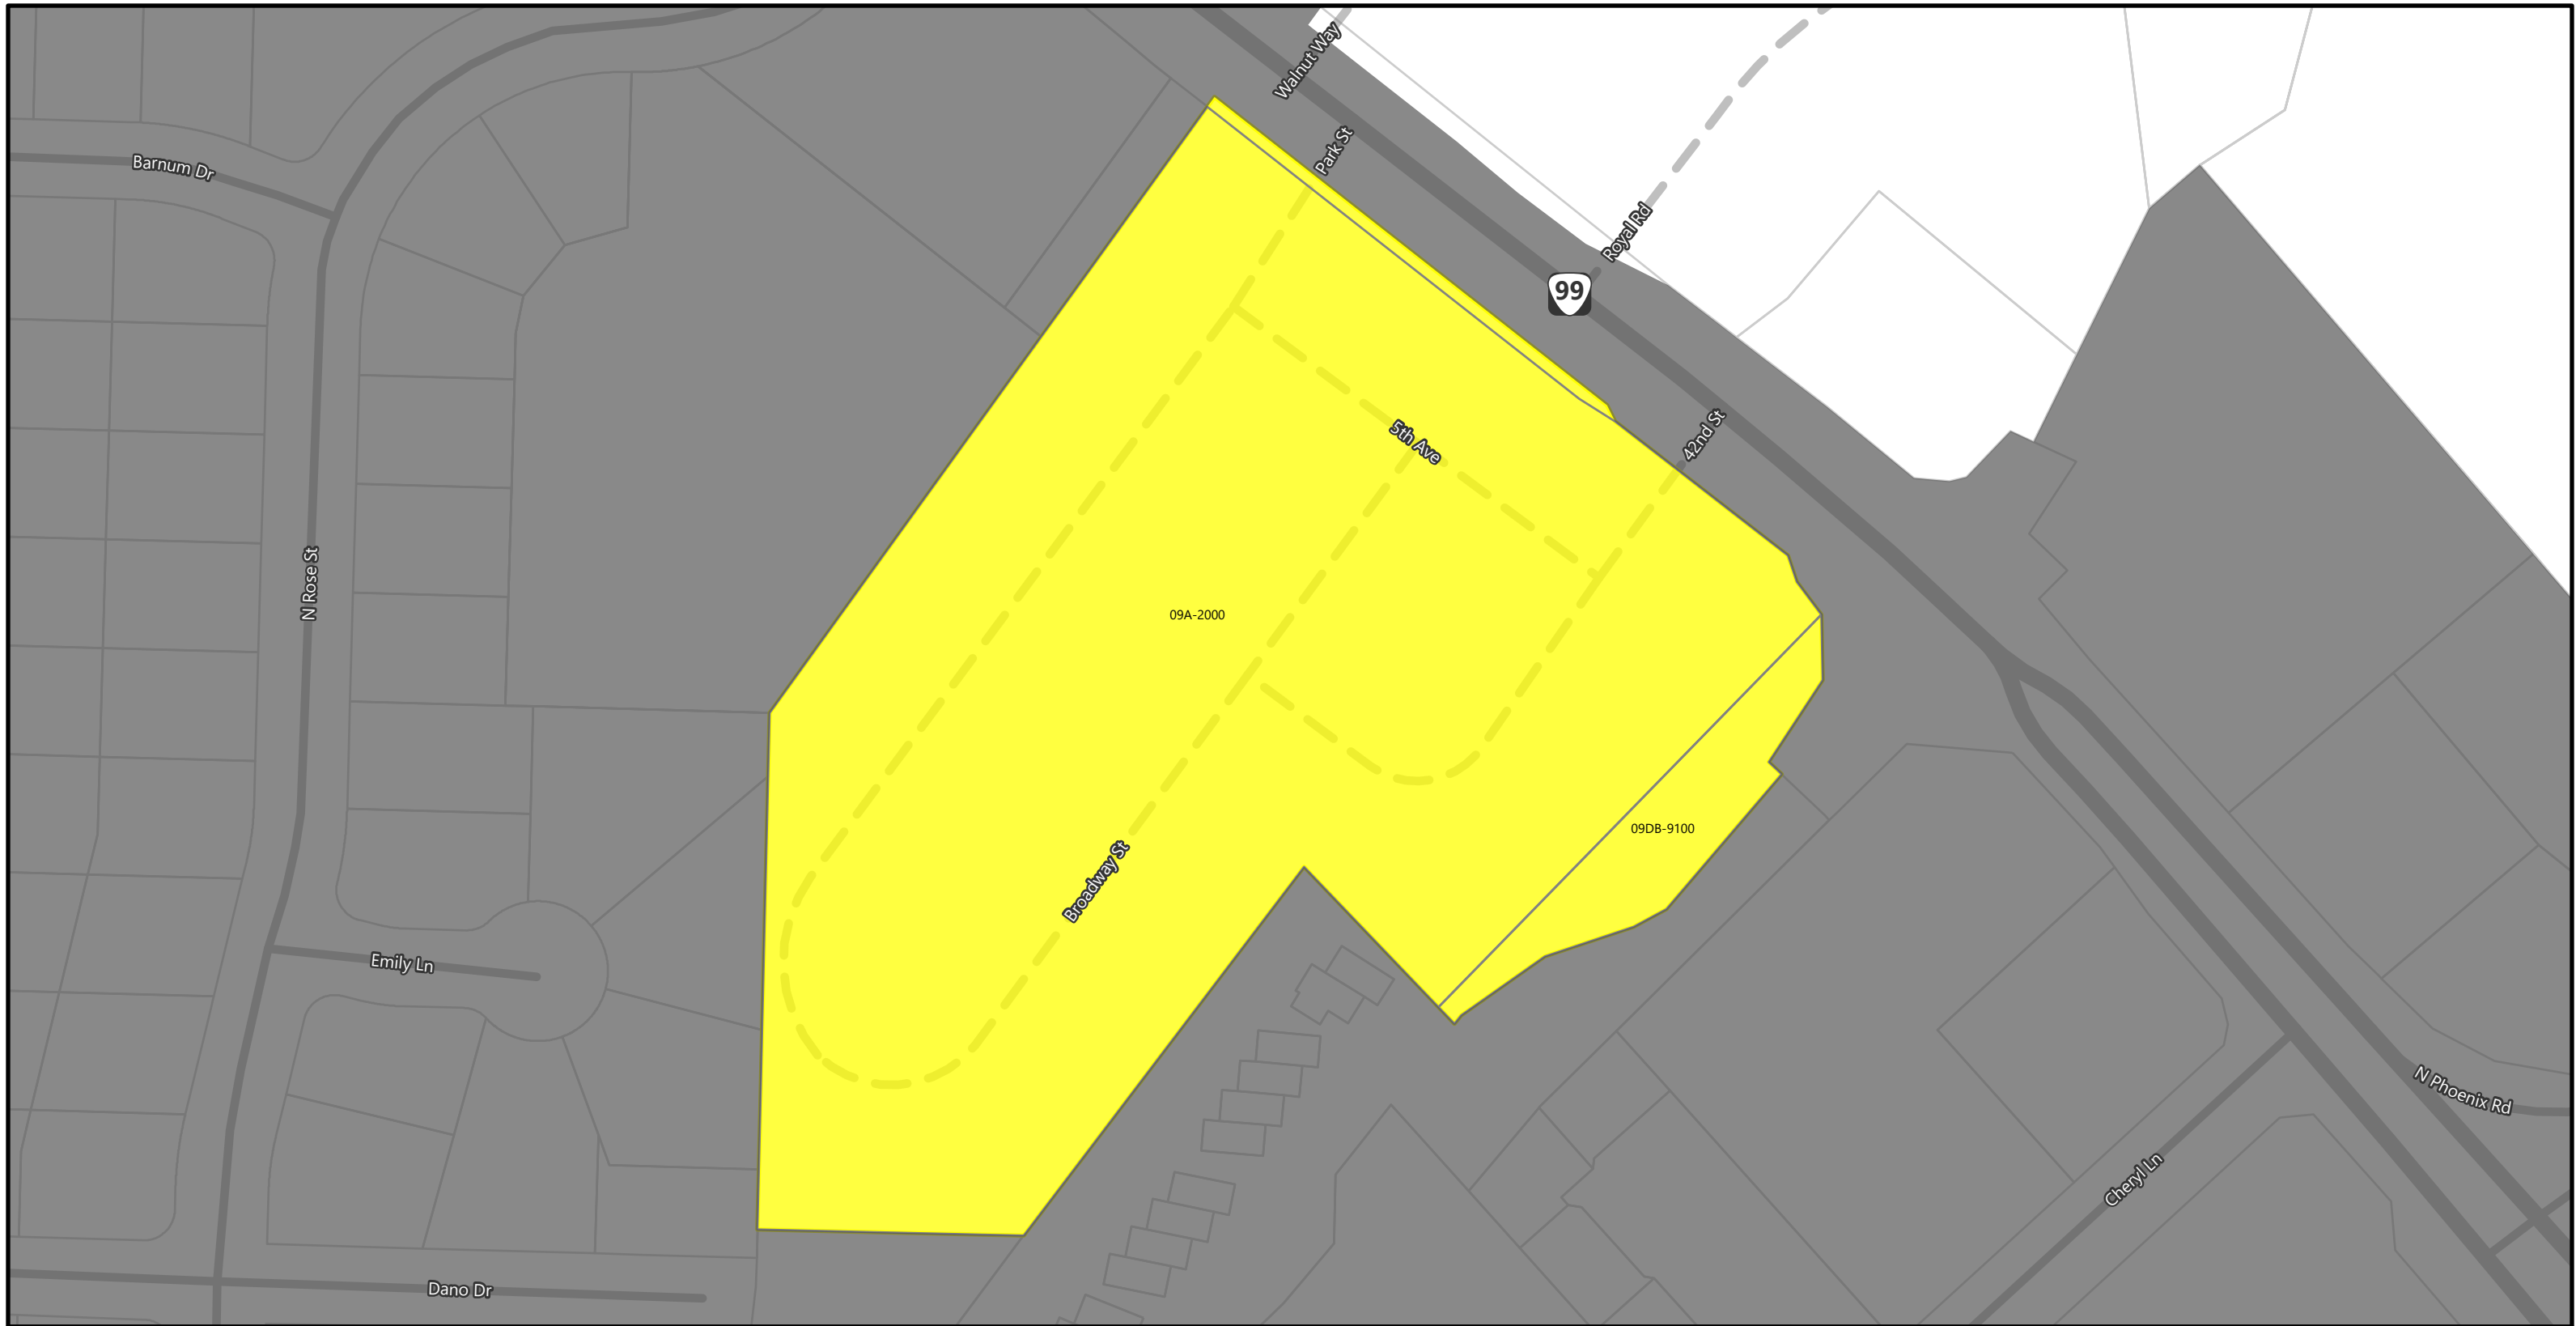 Walnut Way
Park St
Barnum Dr
Royal Rd
99
5th Ave
42nd St
N Rose St
09A-2000
09DB-9100
Broadway St
Emily Ln
N Phoenix Rd
Cheryl Ln
Dano Dr